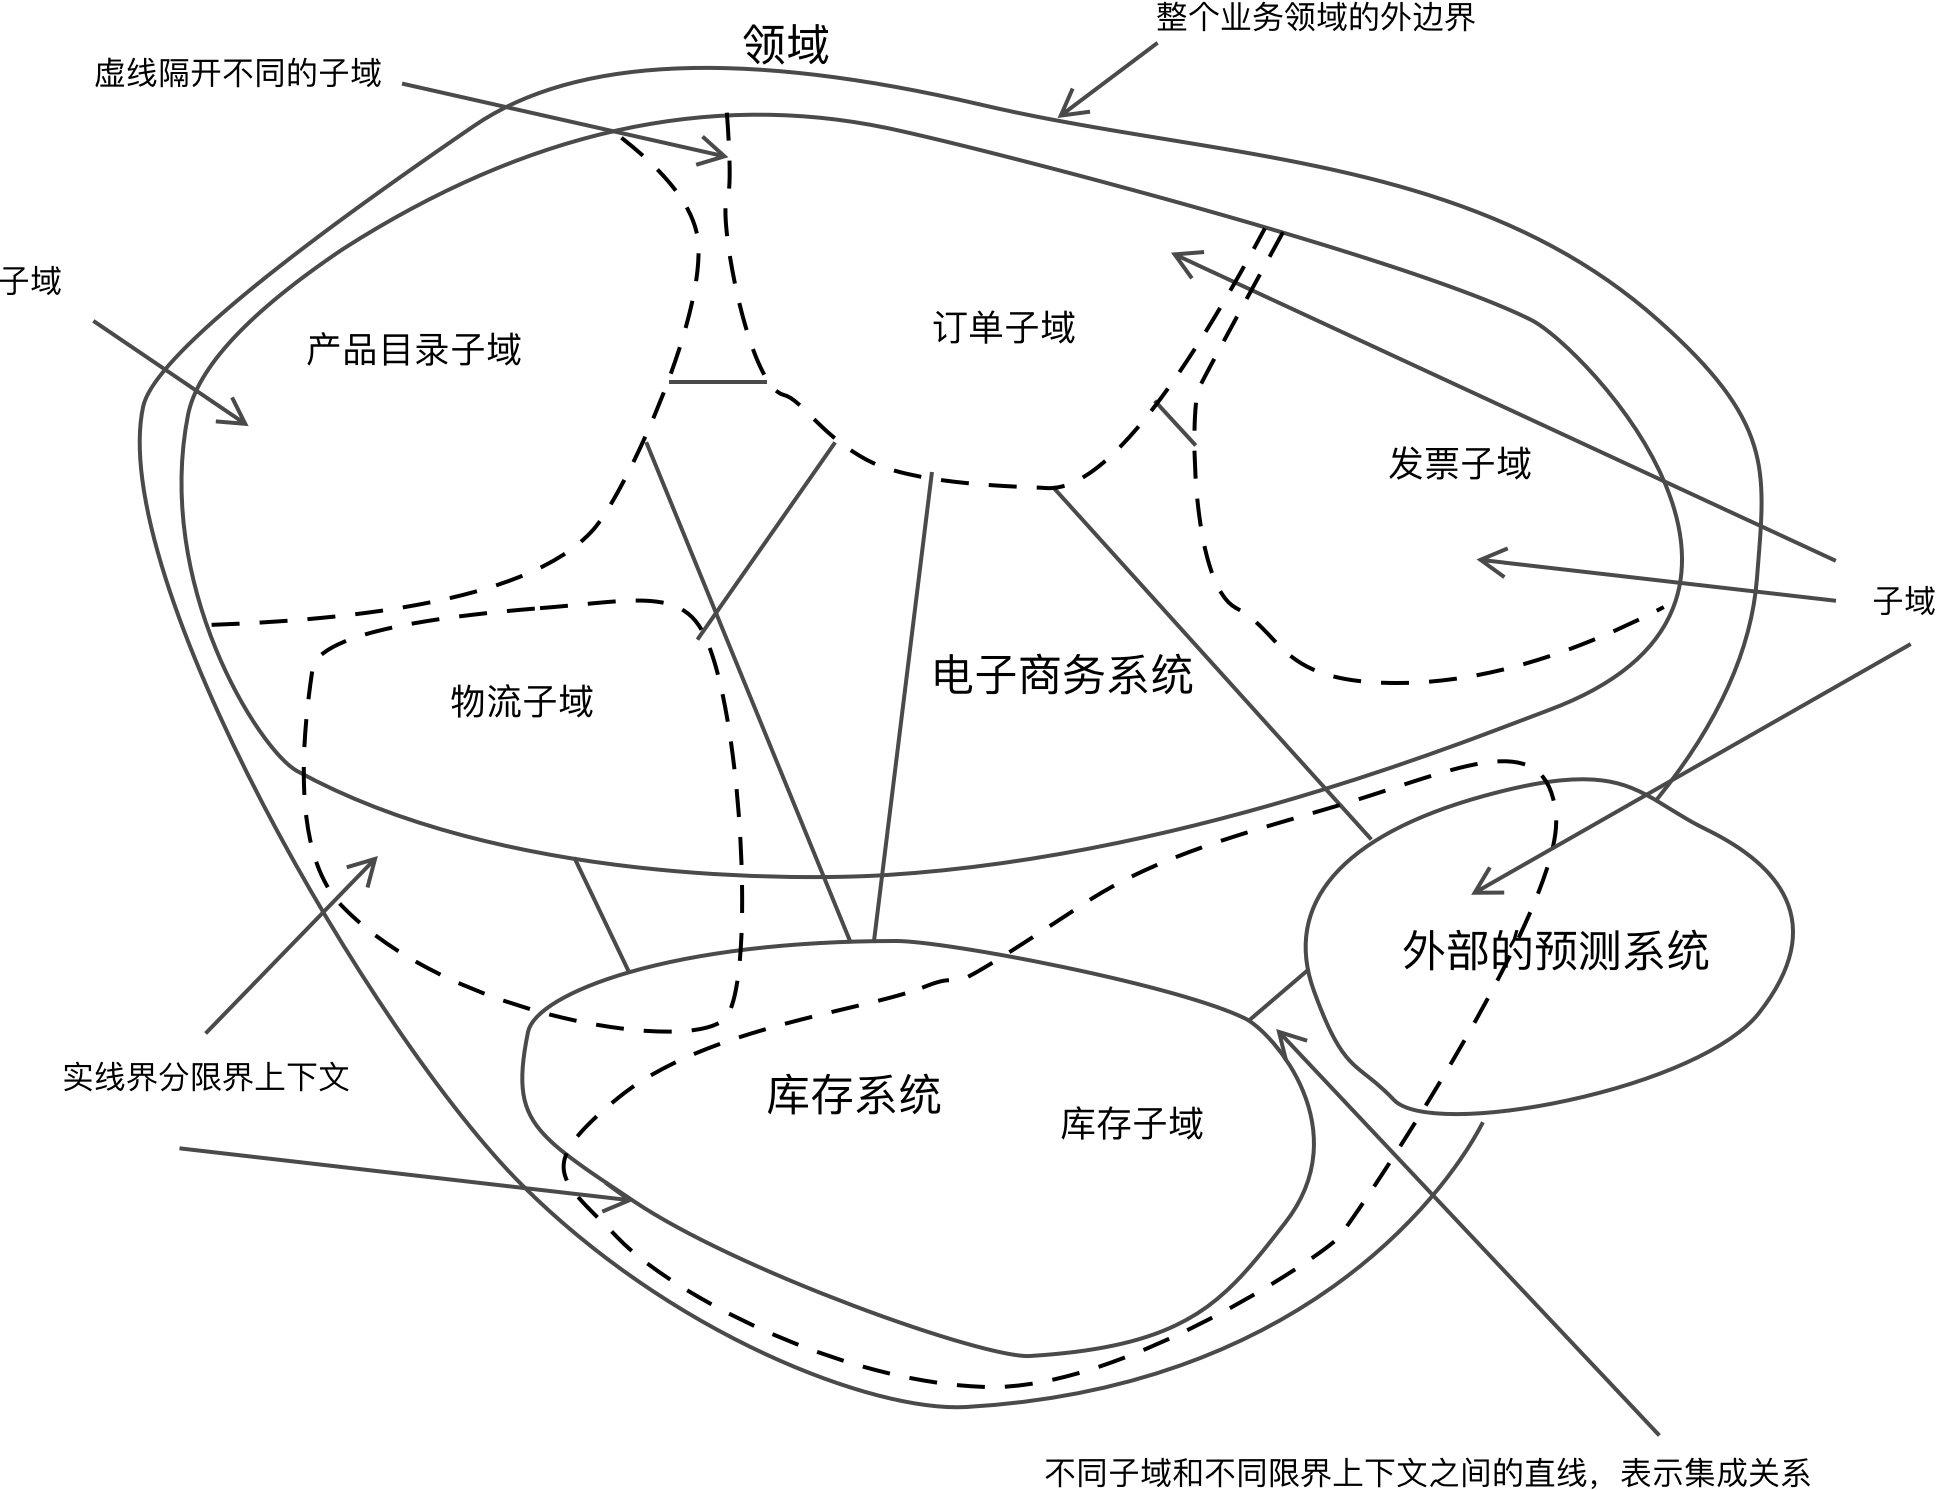 整个业务领域的外边界
领域
虚线隔开不同的子域
子域
订单子域
产品目录子域
发票子域
子域
电子商务系统
物流子域
外部的预测系统
实线界分限界上下文
库存系统
库存子域
不同子域和不同限界上下文之间的直线，表示集成关系